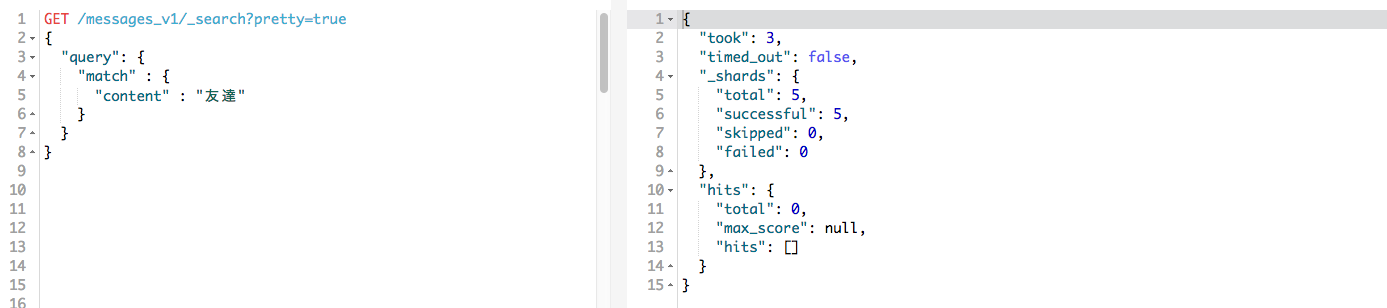 1 GET /messages_v1/_search?pretty=true
2 {
3 "query": {
4 "match" : {
5 "content" : "友達"
6 }
7 }
8 }
9
10
11
12
13
14
15
16
1 {
2 "took": 3,
3 "timed_out": false,
4 "_shards": {
5 "total": 5,
6 "successful": 5,
7 "skipped": 0,
8 "failed": 0
9 },
10 "hits": {
11 "total": 0,
12 "max_score": null,
13 "hits": []
14 }
15 }